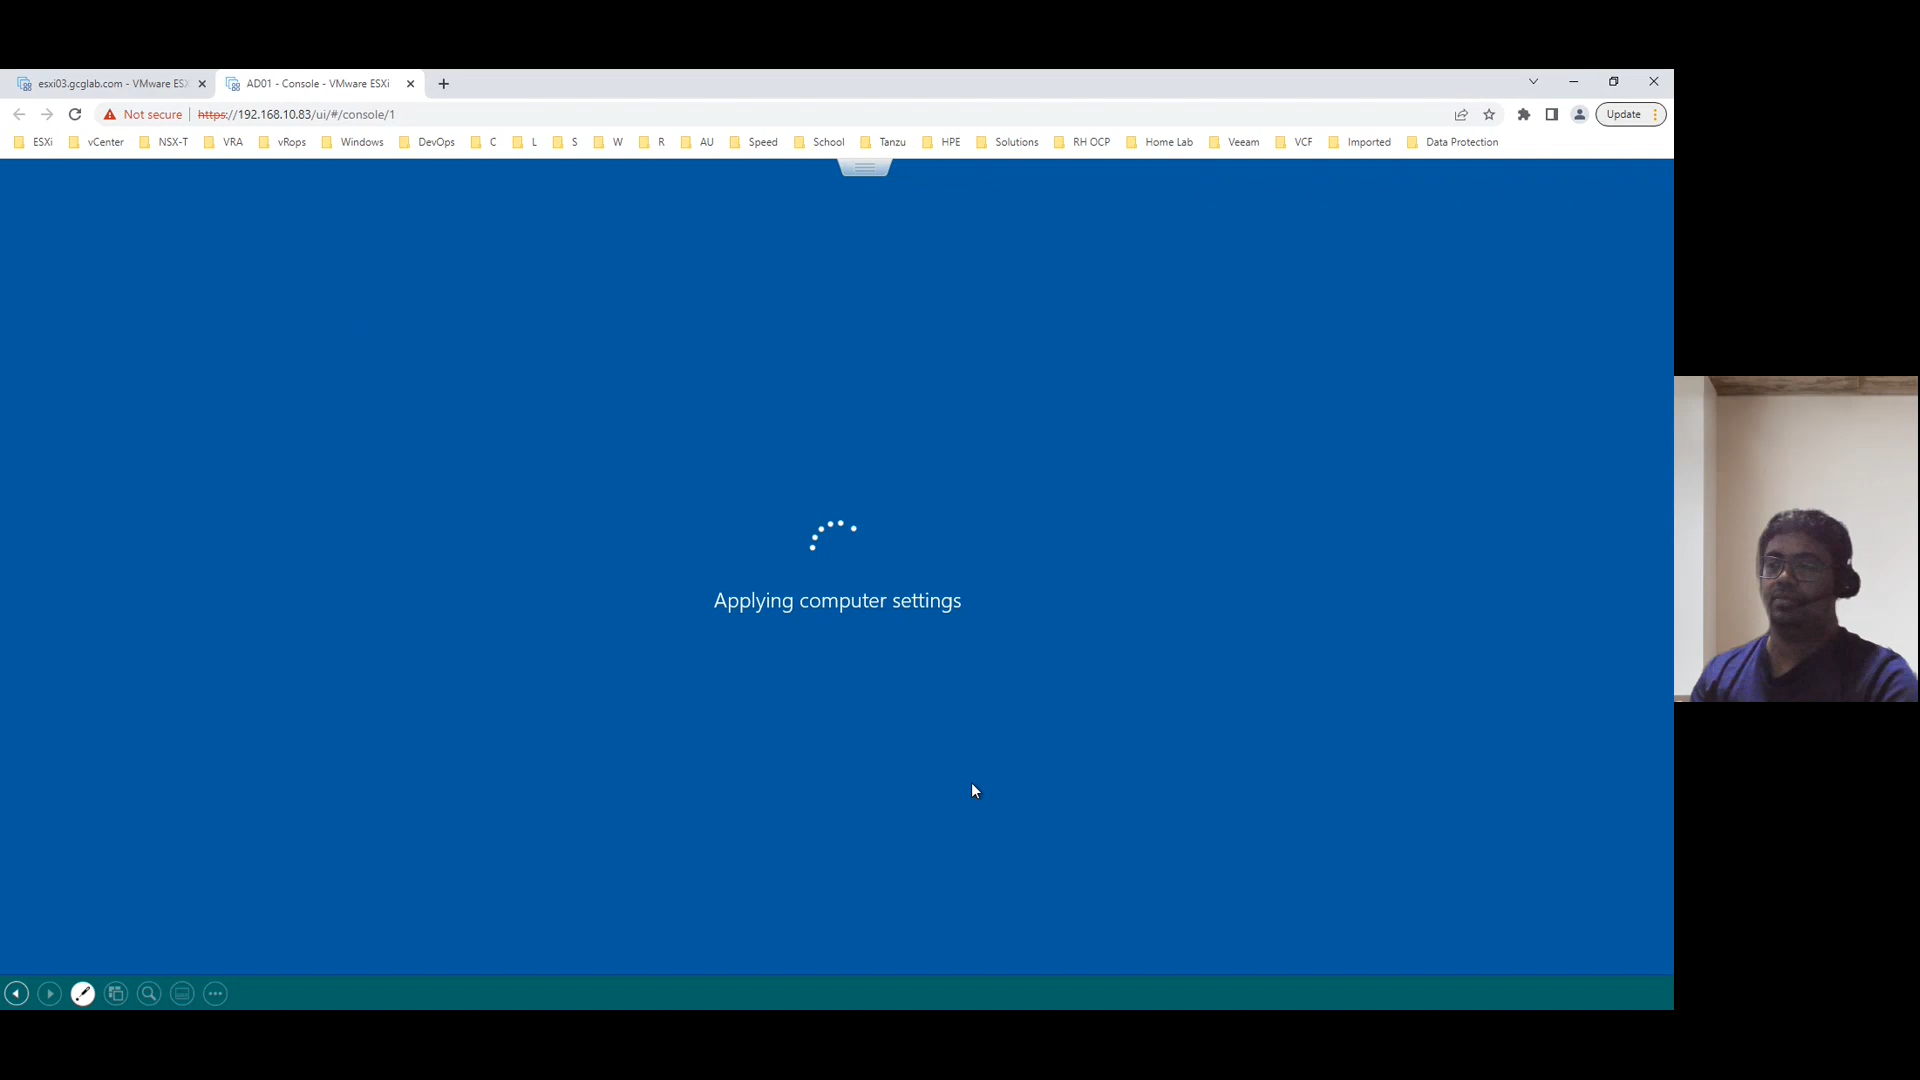 esxi03.gcglab.com - VMware ESX
AD01 - Console - VMware ESXi
Not secure https://192.168.10.83/ui/#/console/1 Update
ESXi vCenter NSX-T VRA vRops Windows DevOps C L S W R AU Speed School Tanzu HPE Solutions RH OCP Home Lab Veeam VCF Imported Data Protection
Applying computer settings